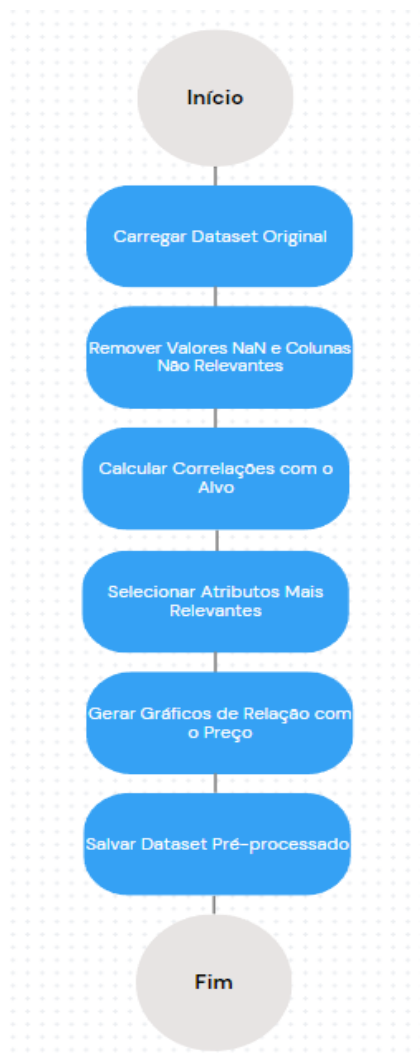 Início
Carregar Dataset Original
Remover Valores NaN e Colunas
Não Relevantes
Calcular Correlações com o
Alvo
Selecionar Atributos Mais
Relevantes
Gerar Gráficos de Relação com
o Preço
Salvar Dataset Pré-processado
Fim